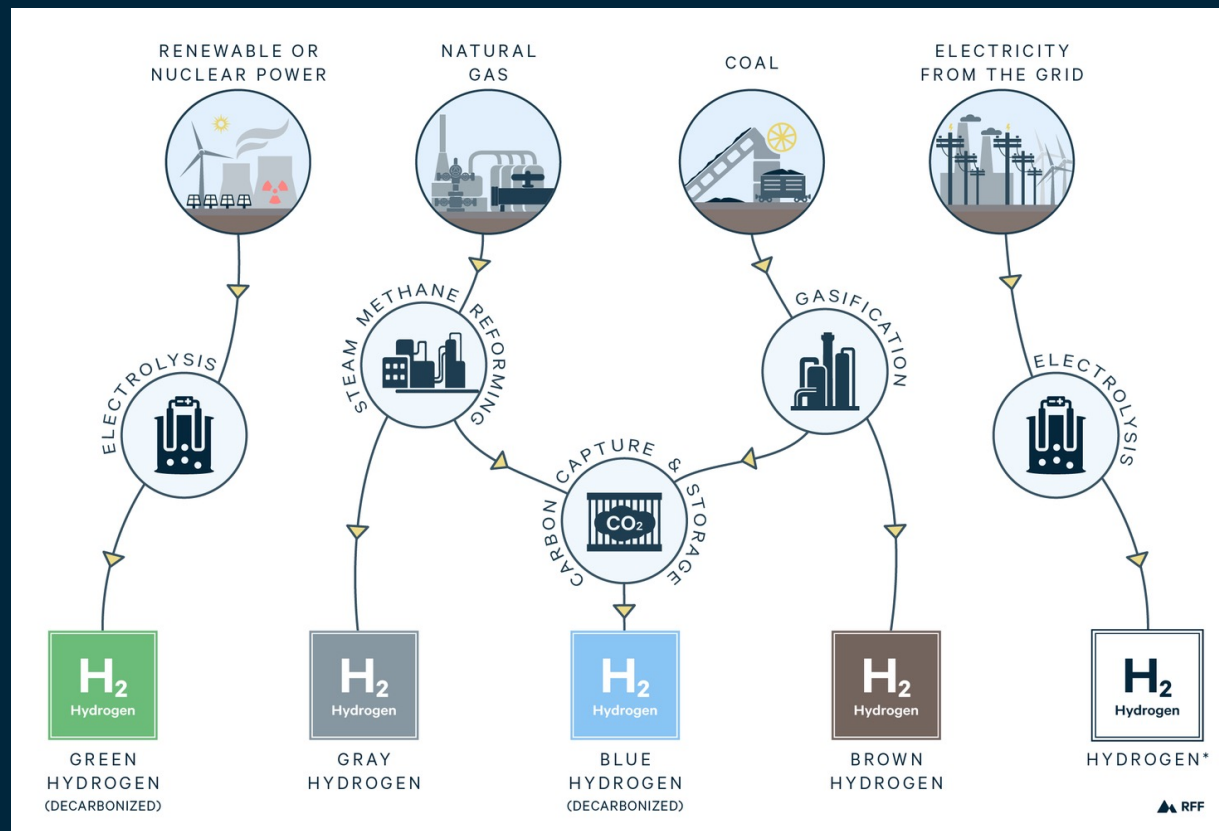 RENEWABLE OR
NUCLEAR POWER
NATURAL
GAS
COAL
ELECTRICITY
FROM THE GRID
ELECTROLYSIS
STEAM METHANE REFORMING
GASIFICATION
ELECTROLYSIS
CARBON CAPTURE & STORAGE
CO₂
H₂
Hydrogen
GREEN
HYDROGEN
(DECARBONIZED)
H₂
Hydrogen
GRAY
HYDROGEN
H₂
Hydrogen
BLUE
HYDROGEN
(DECARBONIZED)
H₂
Hydrogen
BROWN
HYDROGEN
H₂
Hydrogen
HYDROGEN*
RFF